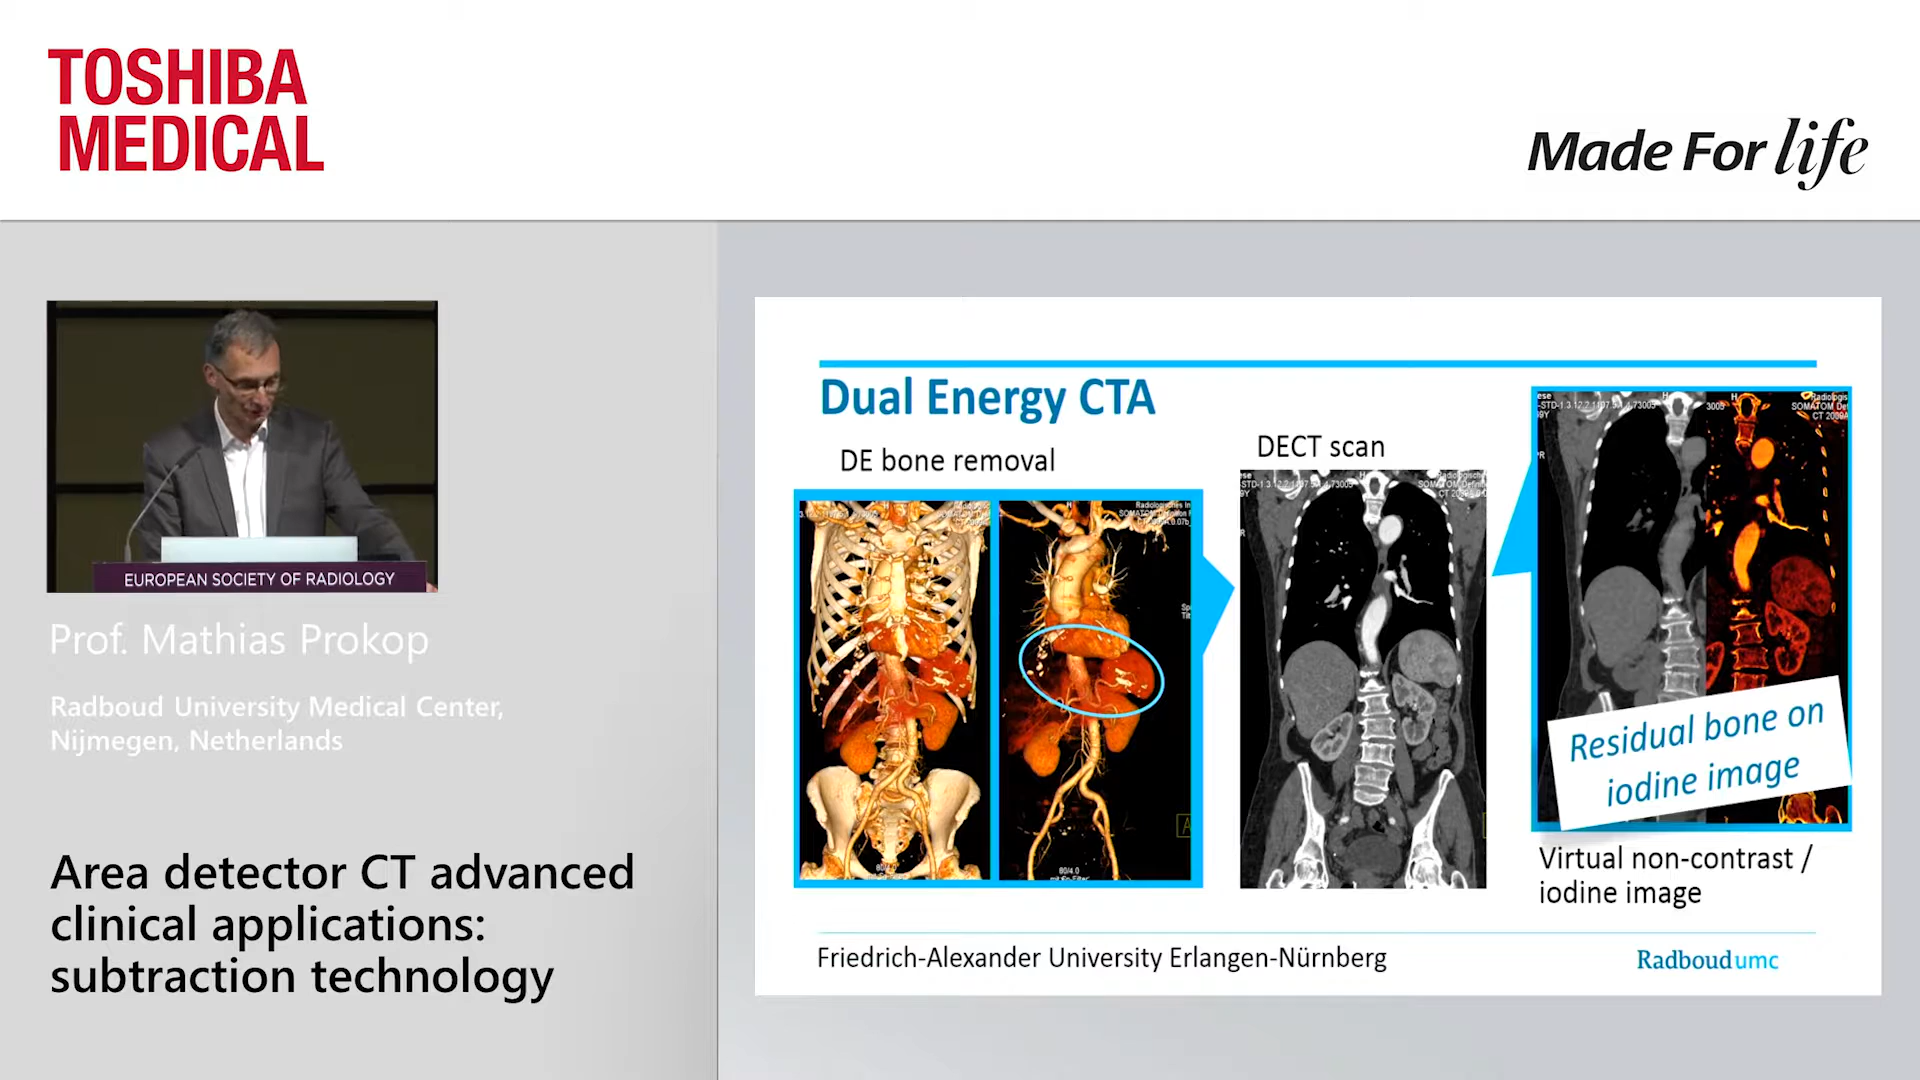 TOSHIBA
MEDICAL
Made For life
EUROPEAN SOCIETY OF RADIOLOGY
Prof. Mathias Prokop
Radboud University Medical Center,
Nijmegen, Netherlands
Area detector CT advanced
clinical applications:
subtraction technology
Dual Energy CTA
DE bone removal
DECT scan
Residual bone on
iodine image
Virtual non-contrast /
iodine image
Friedrich-Alexander University Erlangen-Nürnberg
Radboudumc